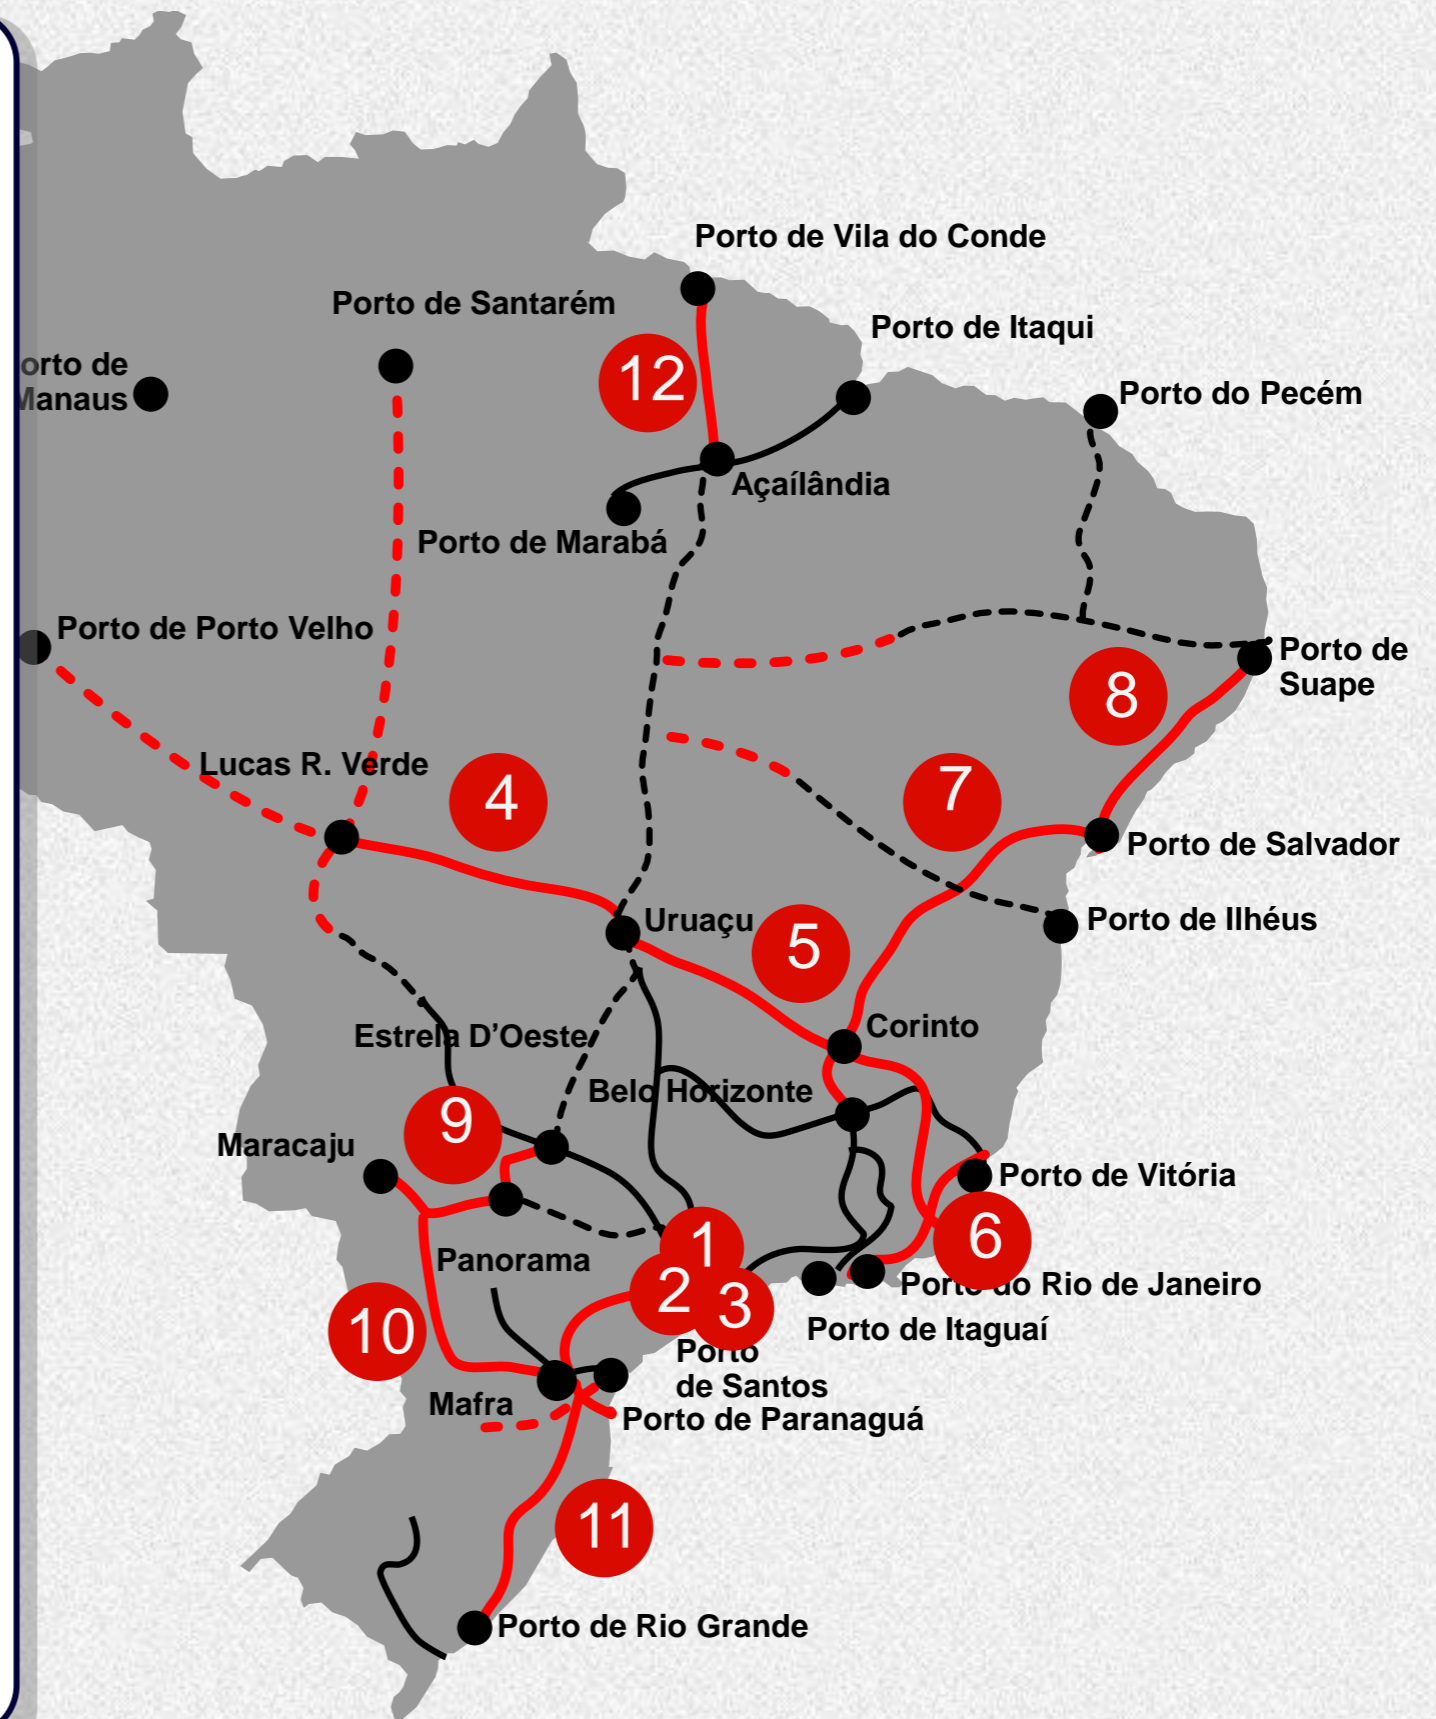 Porto de Vila do Conde
Porto de Santarém
Porto de Itaqui
12
orto de
Manaus
Porto do Pecém
Açaílândia
Porto de Marabá
Porto de Porto Velho
Porto de
Suape
8
Lucas R. Verde
4
7
Porto de Salvador
Uruaçu
Porto de Ilhéus
5
Corinto
Estrela D’Oeste
Belo Horizonte
9
Maracaju
Porto de Vitória
6
1
Panorama
2
3
Porto do Rio de Janeiro
10
Porto de Itaguaí
Porto
de Santos
Mafra
Porto de Paranaguá
11
Porto de Rio Grande